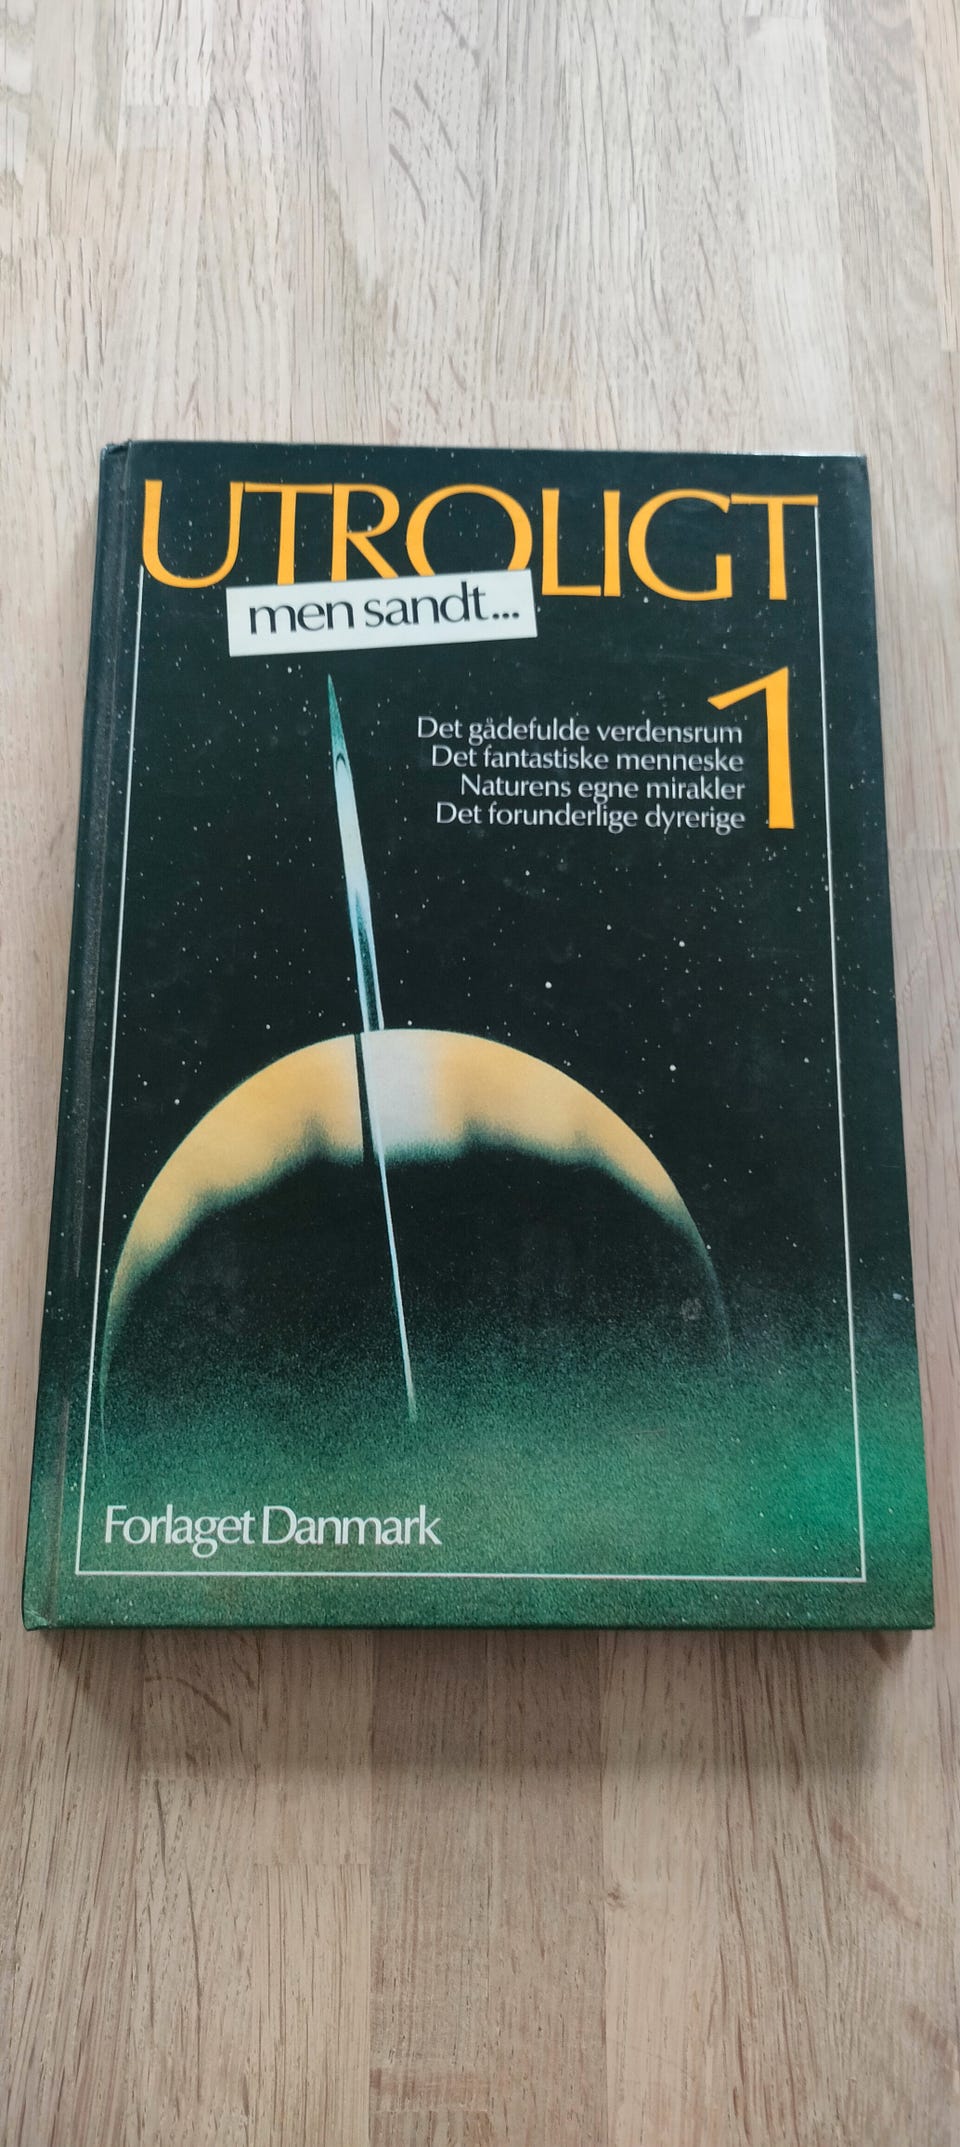 UTROLIGT
men sandt...
1
Det gådefulde verdensrum
Det fantastiske menneske
Naturens egne mirakler
Det forunderlige dyrerige
Forlaget Danmark